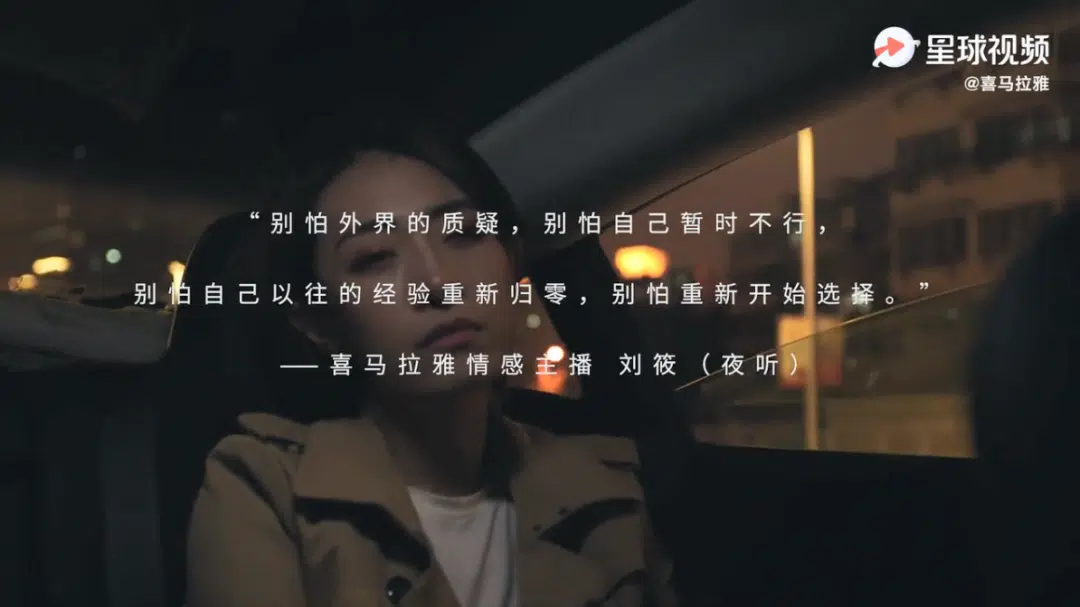 星球视频
@喜马拉雅
“别怕外界的质疑，别怕自己暂时不行，
别怕自己以往的经验重新归零，别怕重新开始选择。”
——喜马拉雅情感主播 刘筱（夜听）